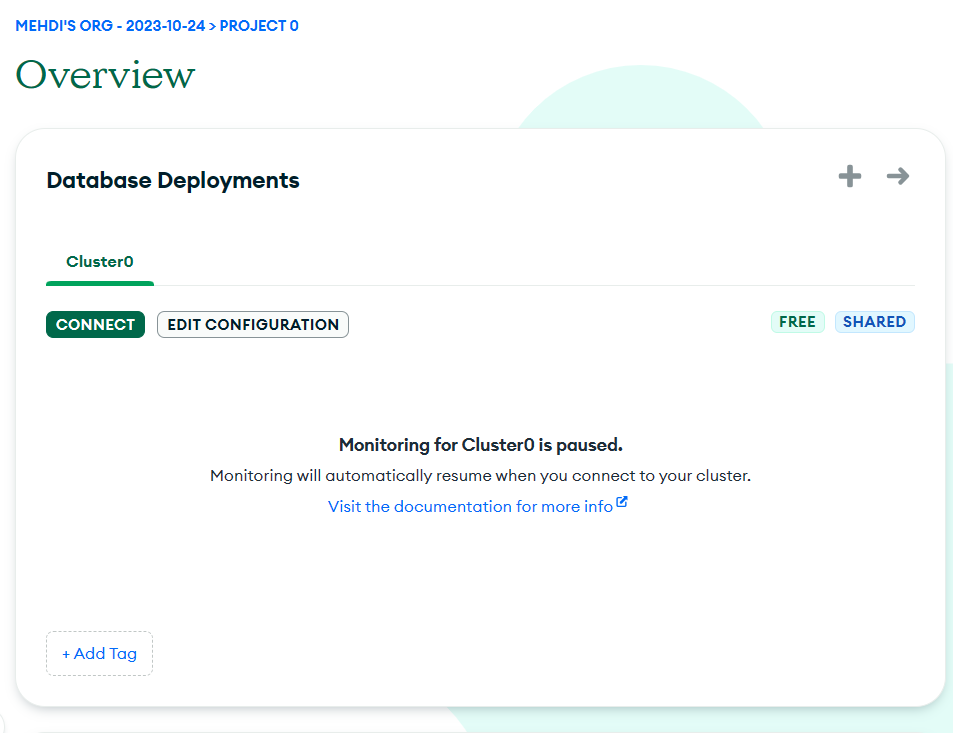 MEHDI'S ORG - 2023-10-24 > PROJECT 0
Overview
Database Deployments
Cluster0
CONNECT EDIT CONFIGURATION FREE SHARED
Monitoring for Cluster0 is paused.
Monitoring will automatically resume when you connect to your cluster.
Visit the documentation for more info
+ Add Tag